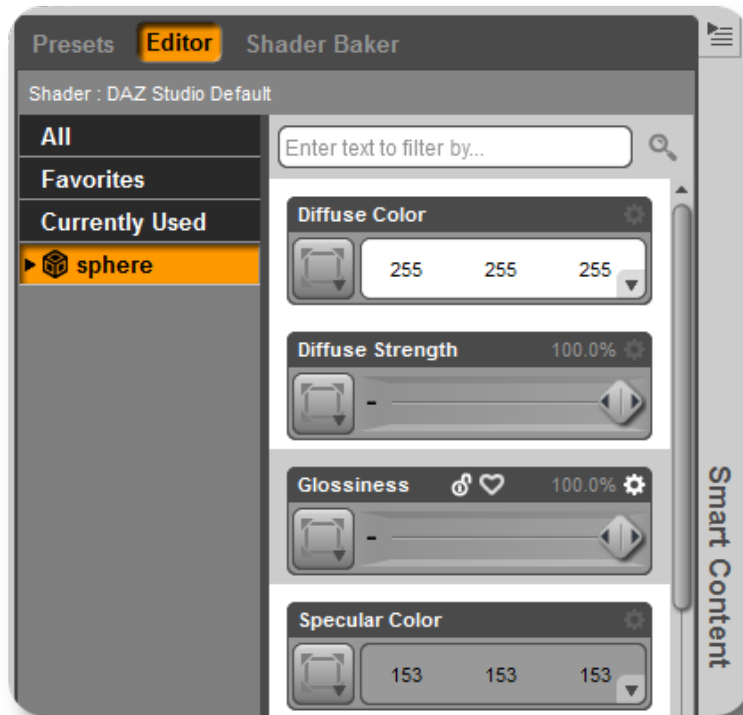 Presets Editor Shader Baker
Shader : DAZ Studio Default
All
Favorites
Currently Used
sphere
Enter text to filter by...
Diffuse Color
255 255 255
Diffuse Strength 100.0%
-
Glossiness 100.0%
-
Specular Color
153 153 153
Smart Content